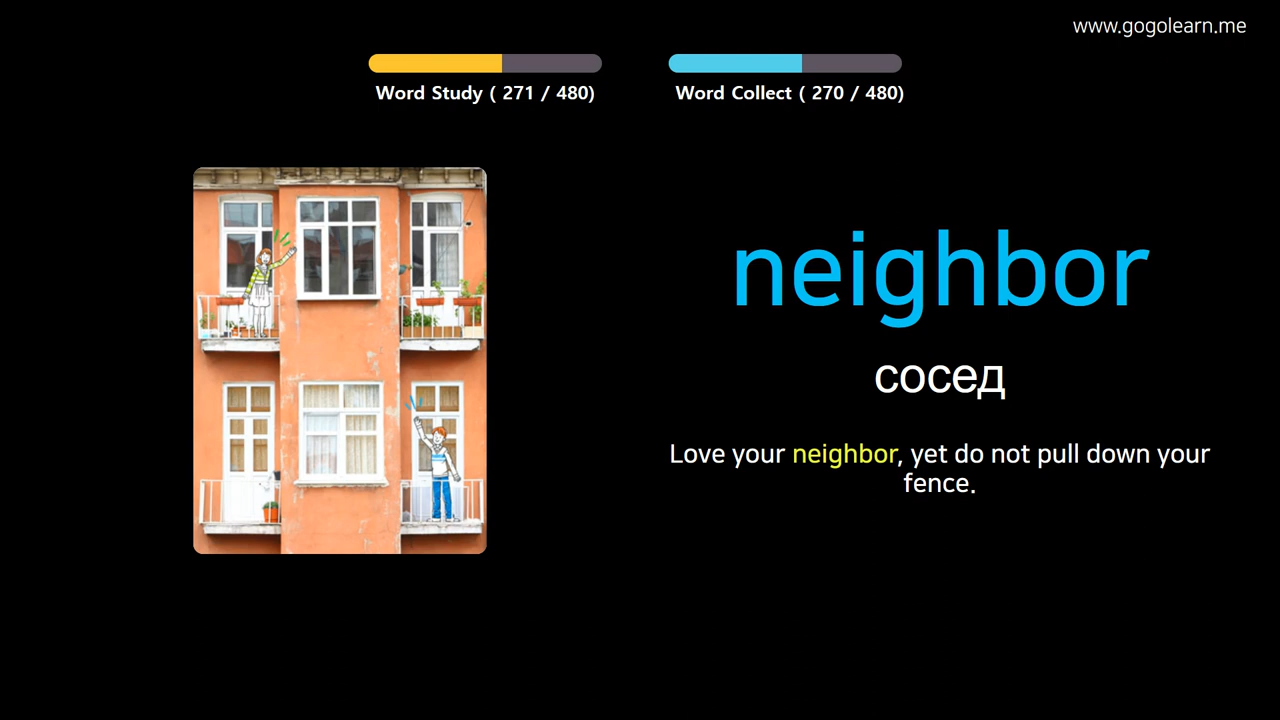 www.gogolearn.me
Word Study ( 271 / 480)
Word Collect ( 270 / 480)
neighbor
сосед
Love your neighbor, yet do not pull down your
fence.